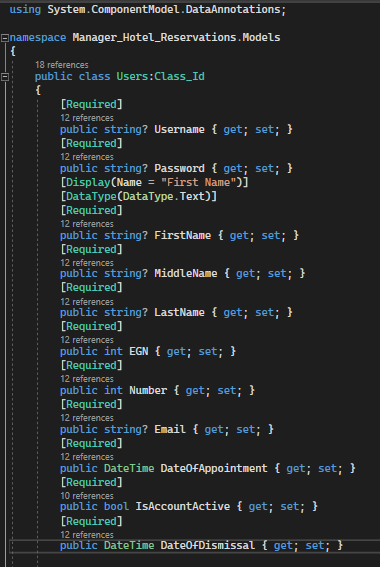 using System.ComponentModel.DataAnnotations;
namespace Manager_Hotel_Reservations.Models
{
18 references
public class Users:Class_Id
{
[Required]
12 references
public string? Username { get; set; }
[Required]
12 references
public string? Password { get; set; }
[Display(Name = "First Name")]
[DataType(DataType.Text)]
[Required]
12 references
public string? FirstName { get; set; }
[Required]
12 references
public string? MiddleName { get; set; }
[Required]
12 references
public string? LastName { get; set; }
[Required]
12 references
public int EGN { get; set; }
[Required]
12 references
public int Number { get; set; }
[Required]
12 references
public string? Email { get; set; }
[Required]
12 references
public DateTime DateOfAppointment { get; set; }
[Required]
10 references
public bool IsAccountActive { get; set; }
[Required]
12 references
public DateTime DateOfDismissal { get; set; }